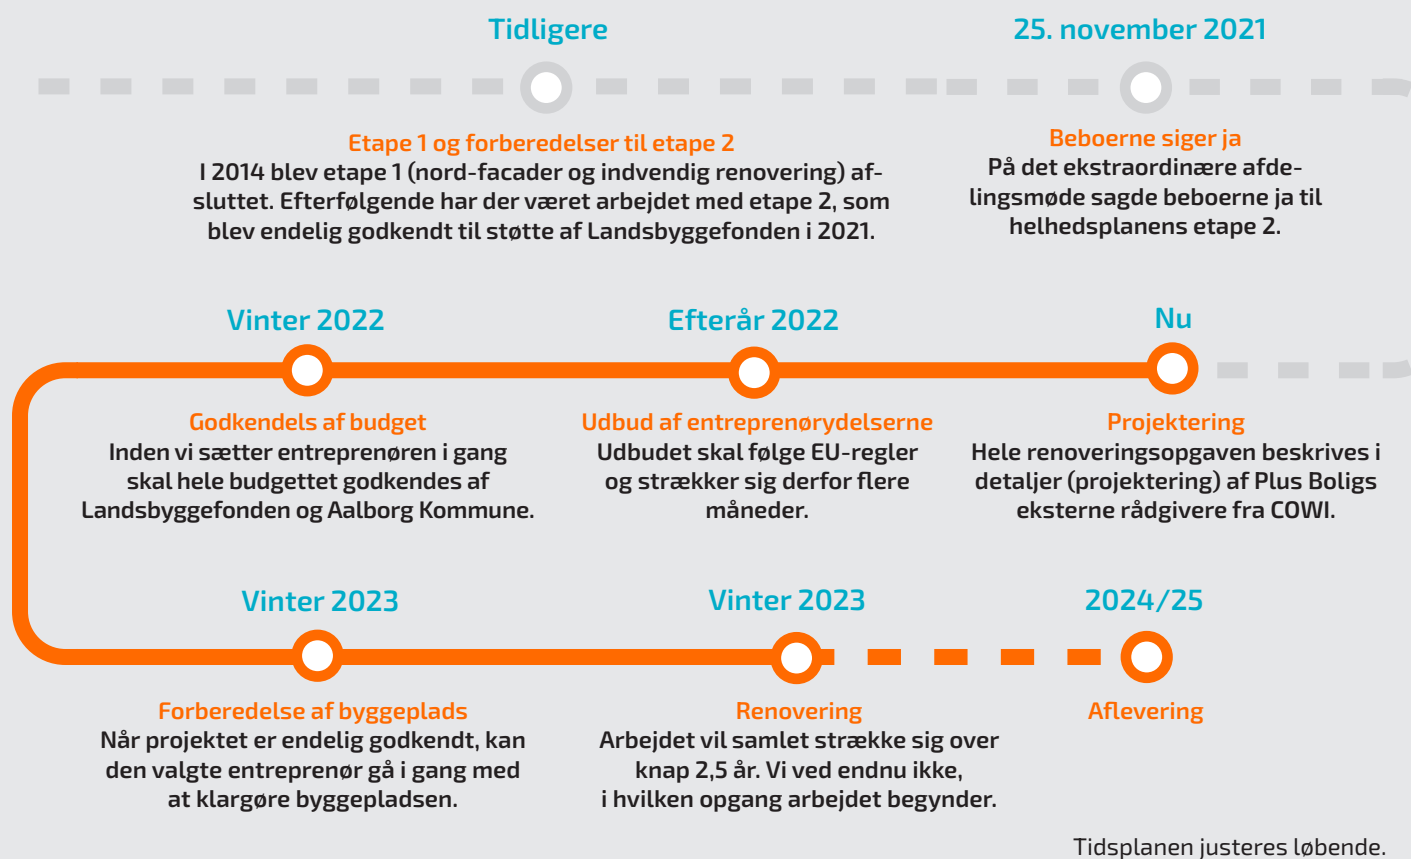 Tidligere
Etape 1 og forberedelser til etape 2
I 2014 blev etape 1 (nord-facader og indvendig renovering) af-
sluttet. Efterfølgende har der været arbejdet med etape 2, som
blev endelig godkendt til støtte af Landsbyggefonden i 2021.
25. november 2021
Beboerne siger ja
På det ekstraordinære afde-
lingsmøde sagde beboerne ja til
helhedsplanens etape 2.
Nu
Projektering
Hele renoveringsopgaven beskrives i
detaljer (projektering) af Plus Boligs
eksterne rådgivere fra COWI.
Efterår 2022
Udbud af entreprenørydelserne
Udbudet skal følge EU-regler
og strækker sig derfor flere
måneder.
Vinter 2022
Godkendels af budget
Inden vi sætter entreprenøren i gang
skal hele budgettet godkendes af
Landsbyggefonden og Aalborg Kommune.
Vinter 2023
Forberedelse af byggeplads
Når projektet er endelig godkendt, kan
den valgte entreprenør gå i gang med
at klargøre byggepladsen.
Vinter 2023
Renovering
Arbejdet vil samlet strække sig over
knap 2,5 år. Vi ved endnu ikke,
i hvilken opgang arbejdet begynder.
2024/25
Aflevering
Tidsplanen justeres løbende.